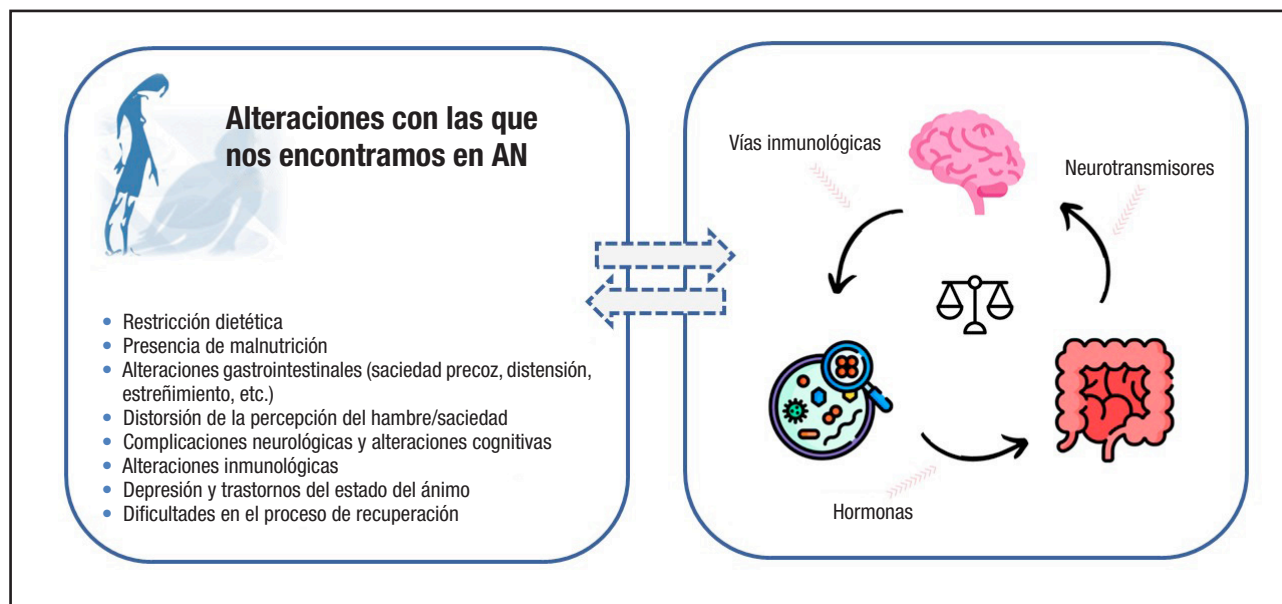 Alteraciones con las que
nos encontramos en AN
• Restricción dietética
• Presencia de malnutrición
• Alteraciones gastrointestinales (saciedad precoz, distensión,
estreñimiento, etc.)
• Distorsión de la percepción del hambre/saciedad
• Complicaciones neurológicas y alteraciones cognitivas
• Alteraciones inmunológicas
• Depresión y trastornos del estado del ánimo
• Dificultades en el proceso de recuperación
Vías inmunológicas
Neurotransmisores
Hormonas